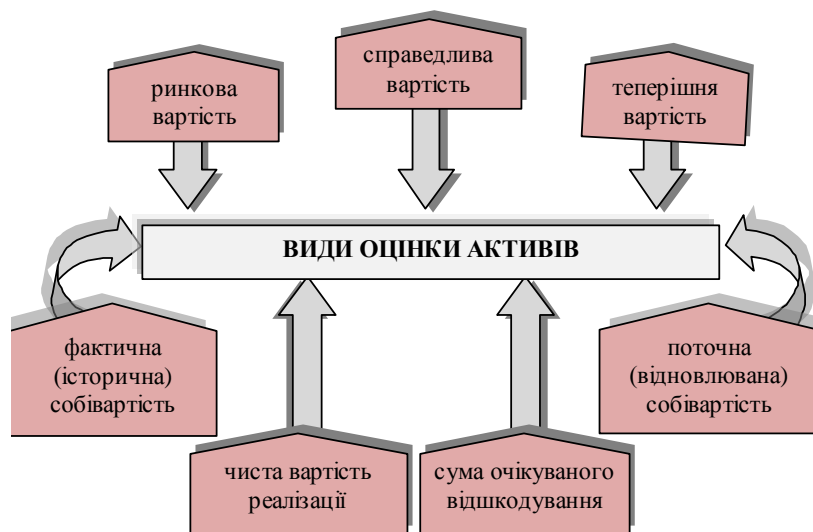 ринкова
вартість
справедлива
вартість
теперішня
вартість
ВИДИ ОЦІНКИ АКТИВІВ
фактична
(історична)
собівартість
поточна
(відновлювана)
собівартість
чиста вартість
реалізації
сума очікуваного
відшкодування